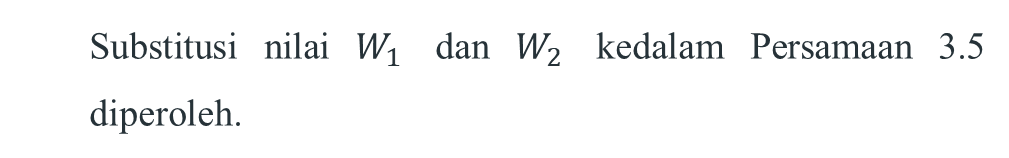 Substitusi nilai W₁ dan W₂ kedalam Persamaan 3.5
diperoleh.